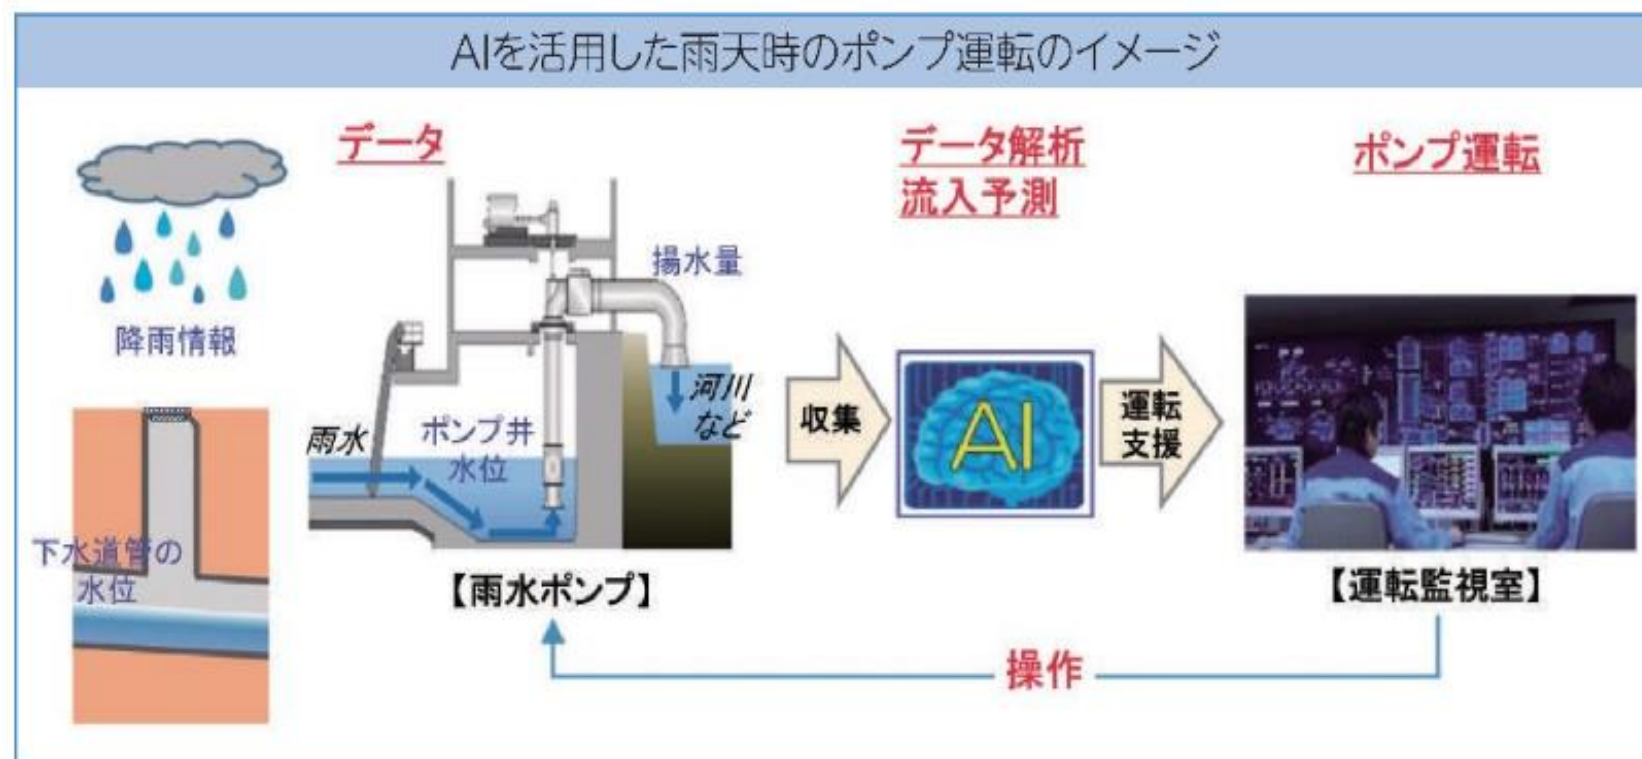 AIを活用した雨天時のポンプ運転のイメージ
データ
データ解析
流入予測
ポンプ運転
降雨情報
揚水量
河川
など
雨水
ポンプ井
水位
収集
AI
運転
支援
下水道管の
水位
【雨水ポンプ】
【運転監視室】
操作